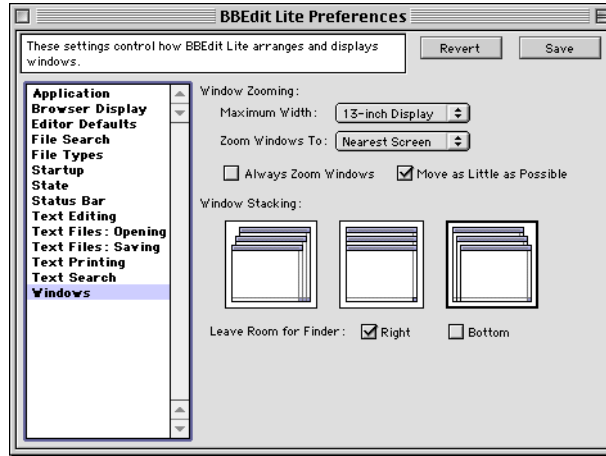 BBEdit Lite Preferences
These settings control how BBEdit Lite arranges and displays
windows.
Revert
Save
Application
Browser Display
Editor Defaults
File Search
File Types
Startup
State
Status Bar
Text Editing
Text Files: Opening
Text Files: Saving
Text Printing
Text Search
Windows
Window Zooming:
Maximum Width: 13-inch Display
Zoom Windows To: Nearest Screen
Always Zoom Windows Move as Little as Possible
Window Stacking:
Leave Room for Finder: Right Bottom